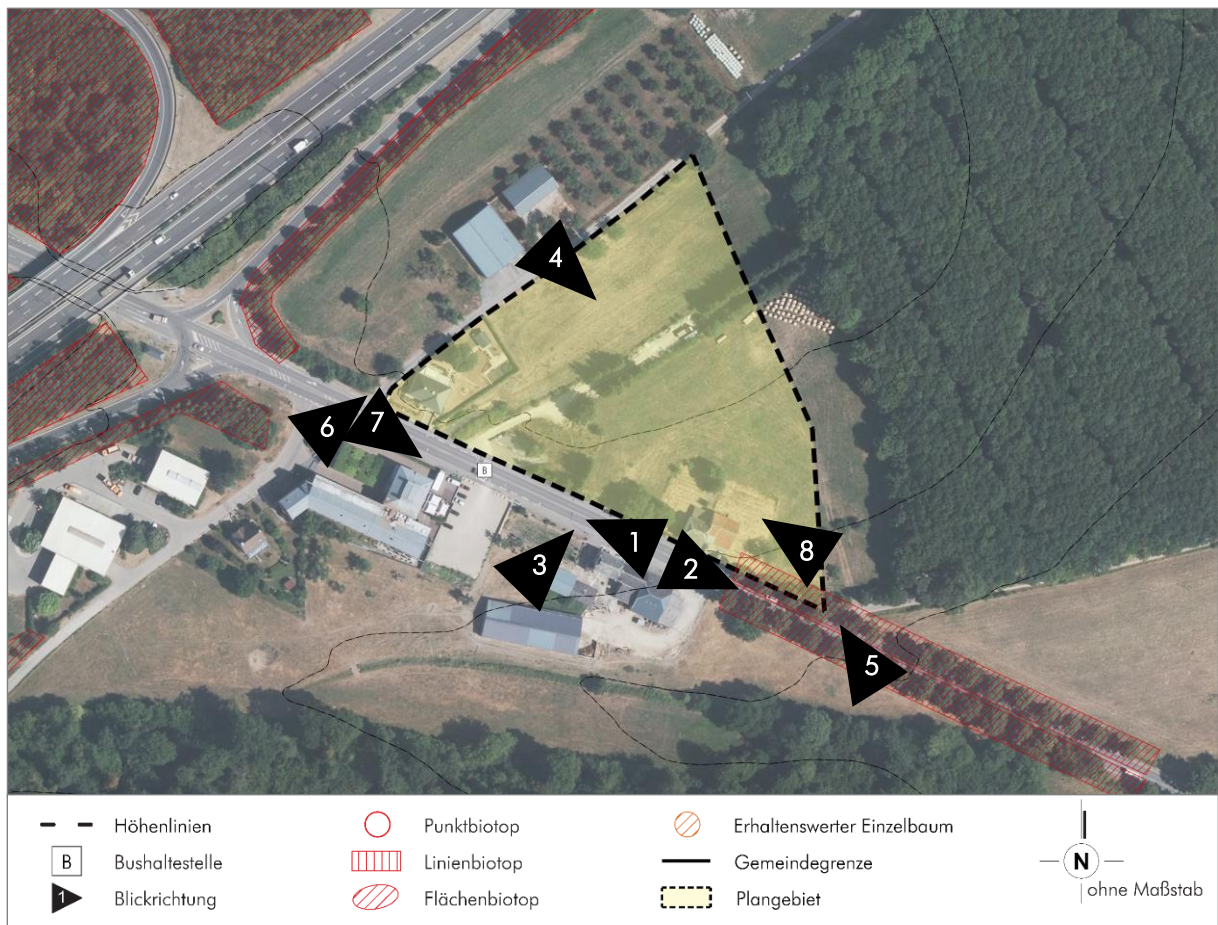 4
6
7
B
1
3
2
8
5
Höhenlinien
Punktbiotop
Erhaltenswerter Einzelbaum
B
Bushaltestelle
Linienbiotop
Gemeindegrenze
N
1
Blickrichtung
Flächenbiotop
Plangebiet
ohne Maßstab